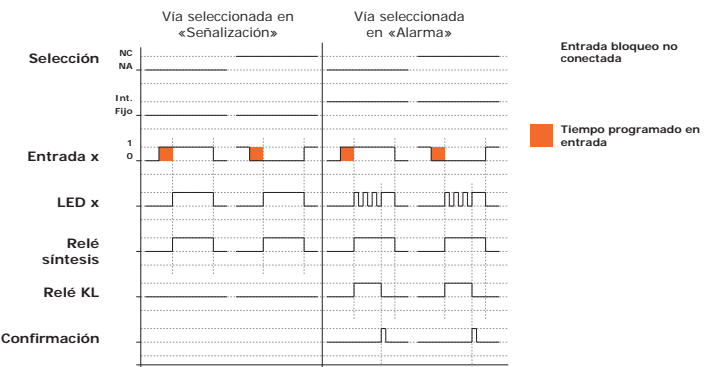 Vía seleccionada en
«Señalización»
Vía seleccionada
en «Alarma»
Selección
NC
NA
Int.
Fijo
Entrada bloqueo no
conectada
Entrada x
1
0
Tiempo programado en
entrada
LED x
Relé
síntesis
Relé KL
Confirmación